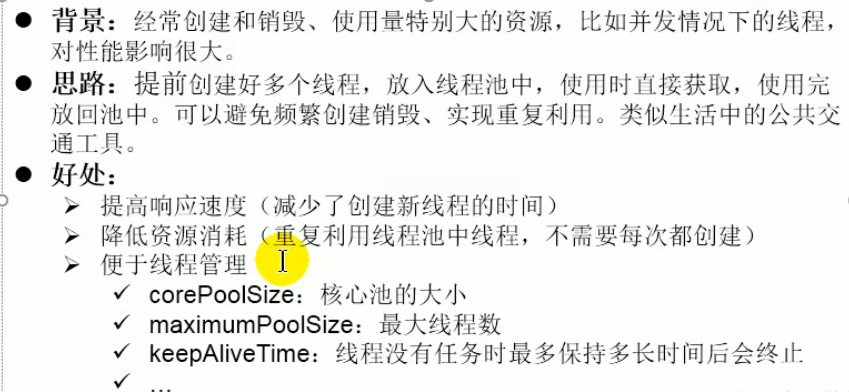 ● 背景：经常创建和销毁、使用量特别大的资源，比如并发情况下的线程，
对性能影响很大。
● 思路：提前创建好多个线程，放入线程池中，使用时直接获取，使用完
放回池中。可以避免频繁创建销毁、实现重复利用。类似生活中的公共交
通工具。
● 好处：
➢ 提高响应速度（减少了创建新线程的时间）
➢ 降低资源消耗（重复利用线程池中线程，不需要每次都创建）
➢ 便于线程管理
✓ corePoolSize：核心池的大小
✓ maximumPoolSize：最大线程数
✓ keepAliveTime：线程没有任务时最多保持多长时间后会终止
✓ …